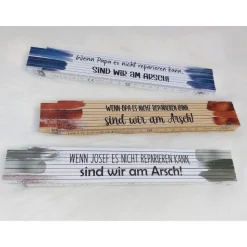 Wenn Papa es nicht reparieren kann,
SIND WIR AM ARSCH!
WENN OPA ES NICHT REPARIEREN KANN,
sind wir am Arsch!
WENN JOSEF ES NICHT REPARIEREN KANN,
sind wir am Arsch!